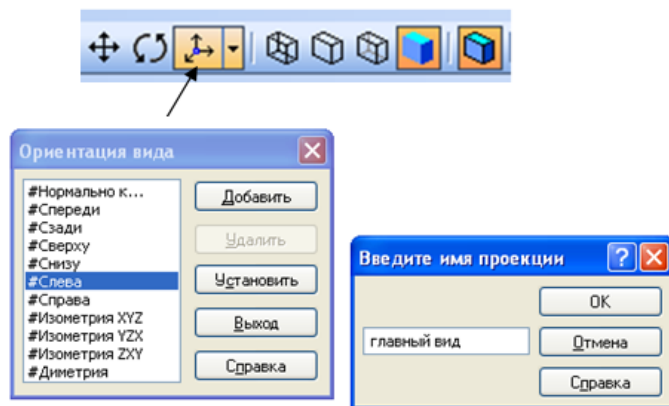 Ориентация вида
#Нормально к...
#Спереди
#Сзади
#Сверху
#Снизу
#Слева
#Справа
#Изометрия XYZ
#Изометрия YZX
#Изометрия ZXY
#Диметрия
Добавить
Удалить
Установить
Выход
Справка
Введите имя проекции
главный вид
OK
Отмена
Справка